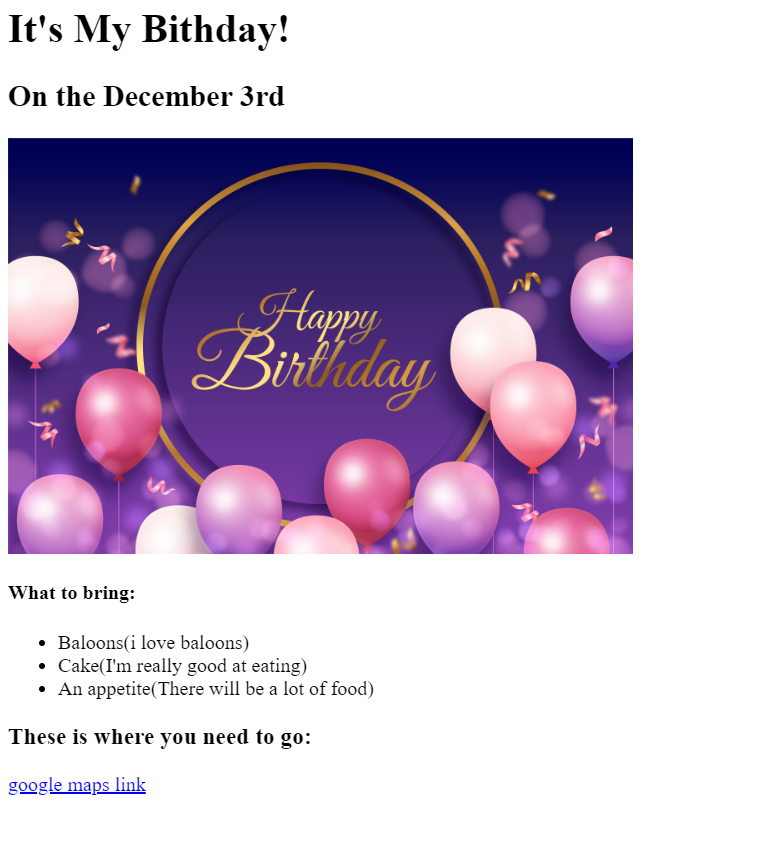 It's My Bithday!
On the December 3rd
Happy
Birthday
What to bring:
Baloons(i love baloons)
Cake(I'm really good at eating)
An appetite(There will be a lot of food)
These is where you need to go:
google maps link